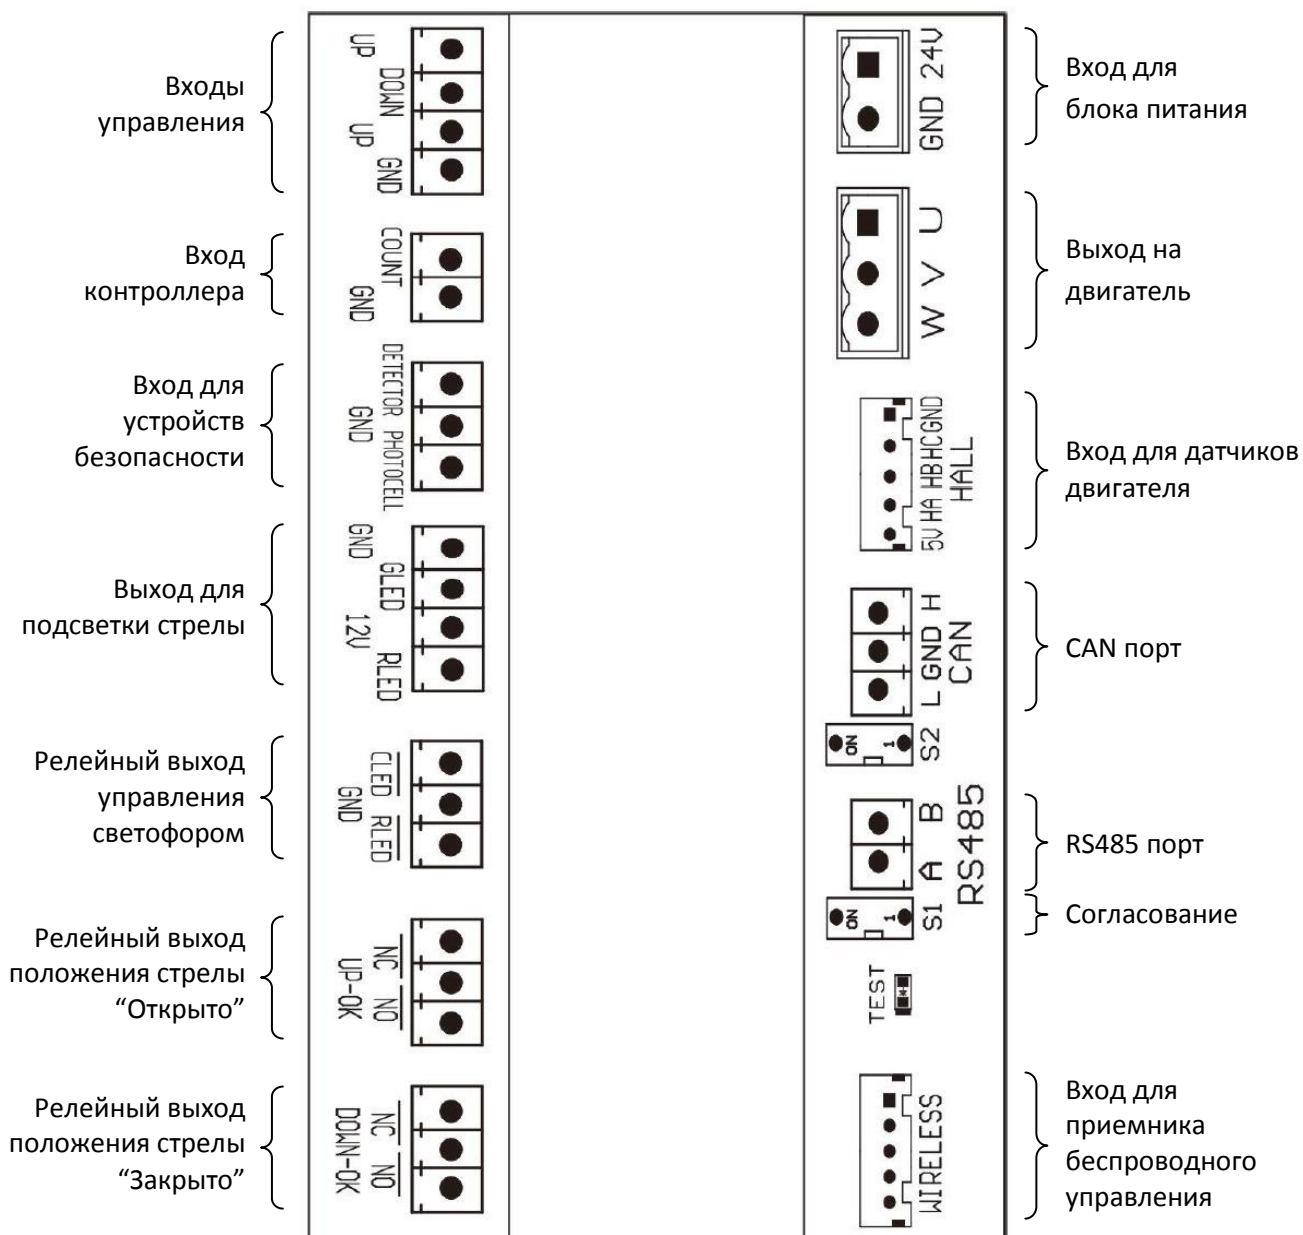 Входы
управления
UP
DOWN
UP
GND
Вход
контроллера
COUNT
GND
Вход для
устройств
безопасности
DETECTOR
GND
PHOTOCELL
Выход для
подсветки стрелы
GND
GLED
12V
RLED
Релейный выход
управления
светофором
CLED
GND
RLED
Релейный выход
положения стрелы
“Открыто”
NC
UP-OK
NO
Релейный выход
положения стрелы
“Закрыто”
NC
DOWN-OK
NO
GND 24V
Вход для
блока питания
W V U
Выход на
двигатель
5V HA HB HC GND
HALL
Вход для датчиков
двигателя
L GND H
CAN
CAN порт
ON
1
S2
A B
RS485
RS485 порт
ON
1
S1
Согласование
TEST
WIRELESS
Вход для
приемника
беспроводного
управления